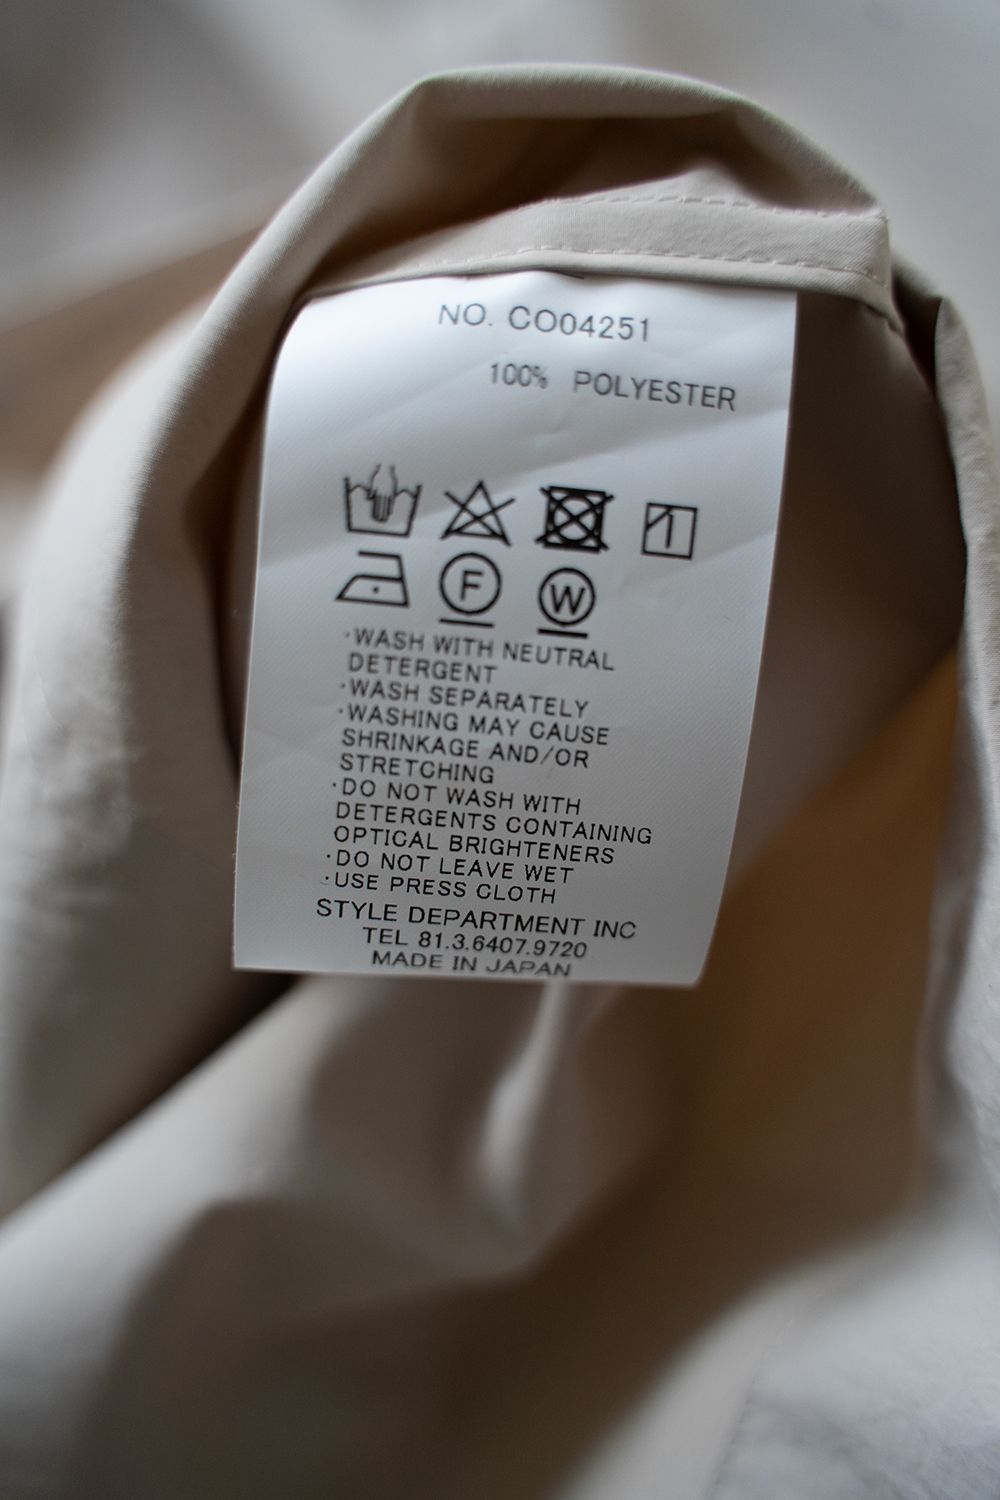 NO. CO04251
100% POLYESTER
F W
·WASH WITH NEUTRAL
DETERGENT
·WASH SEPARATELY
·WASHING MAY CAUSE
SHRINKAGE AND/OR
STRETCHING
·DO NOT WASH WITH
DETERGENTS CONTAINING
OPTICAL BRIGHTENERS
·DO NOT LEAVE WET
·USE PRESS CLOTH
STYLE DEPARTMENT INC
TEL 81.3.6407.9720
MADE IN JAPAN